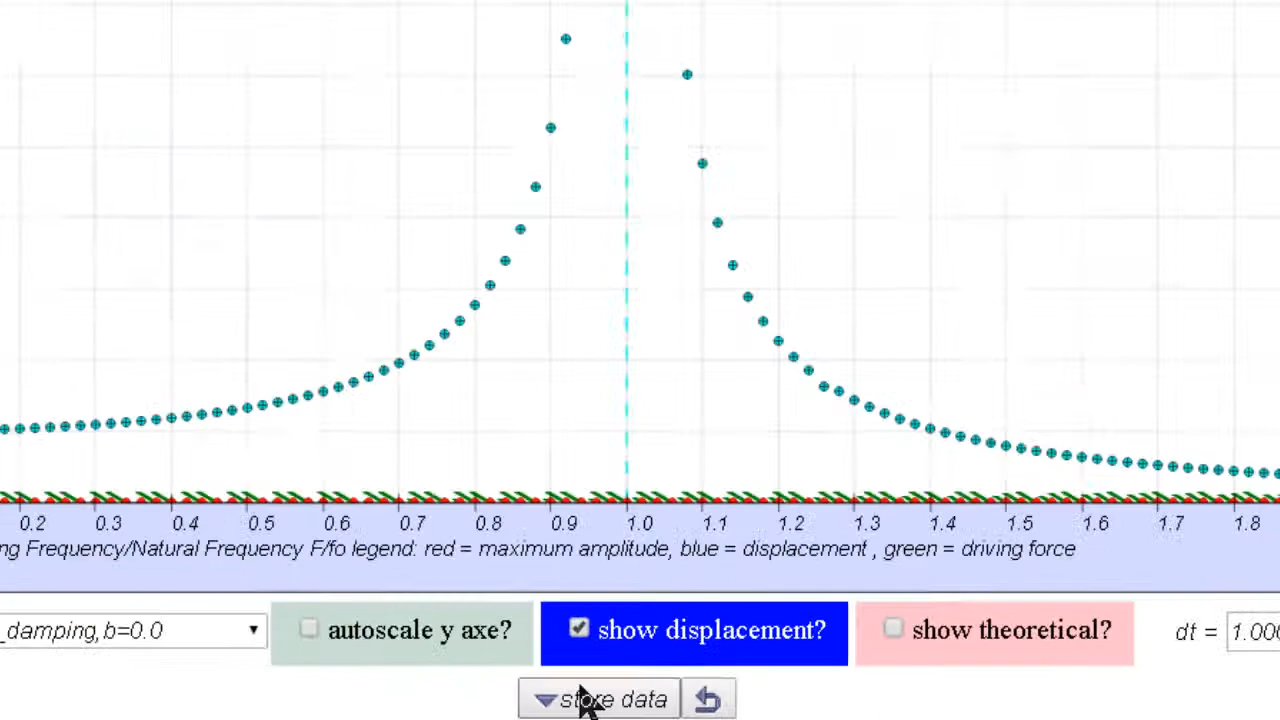 0.2 0.3 0.4 0.5 0.6 0.7 0.8 0.9 1.0 1.1 1.2 1.3 1.4 1.5 1.6 1.7 1.8
ng Frequency/Natural Frequency F/fo legend: red = maximum amplitude, blue = displacement , green = driving force
_damping,b=0.0 autoscale y axe? show displacement? show theoretical? dt = 1.000
store data